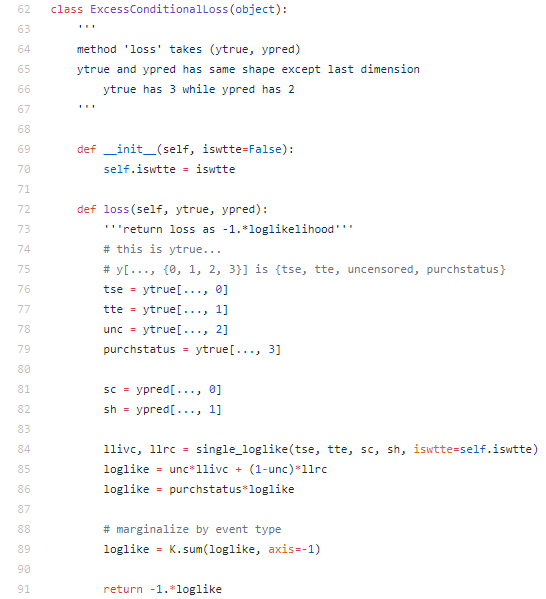 62 class ExcessConditionalLoss(object):
63     '''
64     method 'loss' takes (ytrue, ypred)
65     ytrue and ypred has same shape except last dimension
66         ytrue has 3 while ypred has 2
67     '''
68
69     def __init__(self, iswtte=False):
70         self.iswtte = iswtte
71
72     def loss(self, ytrue, ypred):
73         '''return loss as -1.*loglikelihood'''
74         # this is ytrue...
75         # y[..., {0, 1, 2, 3}] is {tse, tte, uncensored, purchstatus}
76         tse = ytrue[..., 0]
77         tte = ytrue[..., 1]
78         unc = ytrue[..., 2]
79         purchstatus = ytrue[..., 3]
80
81         sc = ypred[..., 0]
82         sh = ypred[..., 1]
83
84         llivc, llrc = single_loglike(tse, tte, sc, sh, iswtte=self.iswtte)
85         loglike = unc*llivc + (1-unc)*llrc
86         loglike = purchstatus*loglike
87
88         # marginalize by event type
89         loglike = K.sum(loglike, axis=-1)
90
91         return -1.*loglike